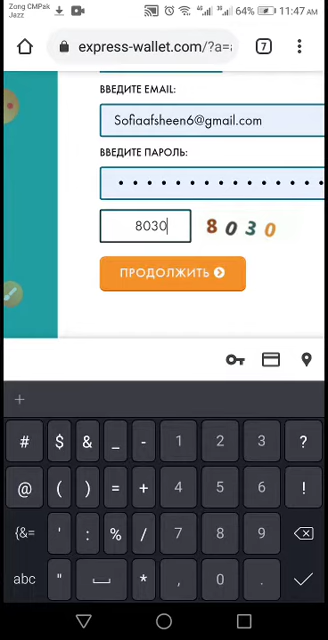 Zong CMPak
Jazz
64% 11:47 AM
express-wallet.com/?a=
7
ВВЕДИТЕ EMAIL:
Sofiaafsheen6@gmail.com
ВВЕДИТЕ ПАРОЛЬ:
8030 8030
ПРОДОЛЖИТЬ
+
# $ & _ - 1 2 3 ?
@ ( ) = + 4 5 6 !
{&= ' : % / 7 8 9
abc " * , 0 .